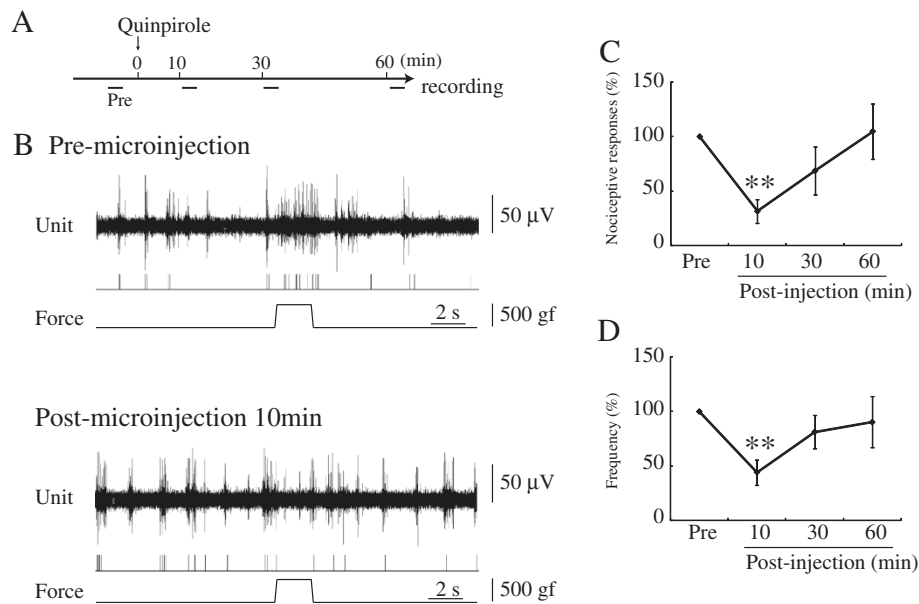 A
Quinpirole
0 10 30 60 (min)
Pre
recording
B Pre-microinjection
Unit
50 μV
Force
2 s
500 gf
Post-microinjection 10min
Unit
50 μV
Force
2 s
500 gf
C
Nociceptive responses (%)
150
100
50
0
**
Pre 10 30 60
Post-injection (min)
D
Frequency (%)
150
100
50
0
**
Pre 10 30 60
Post-injection (min)